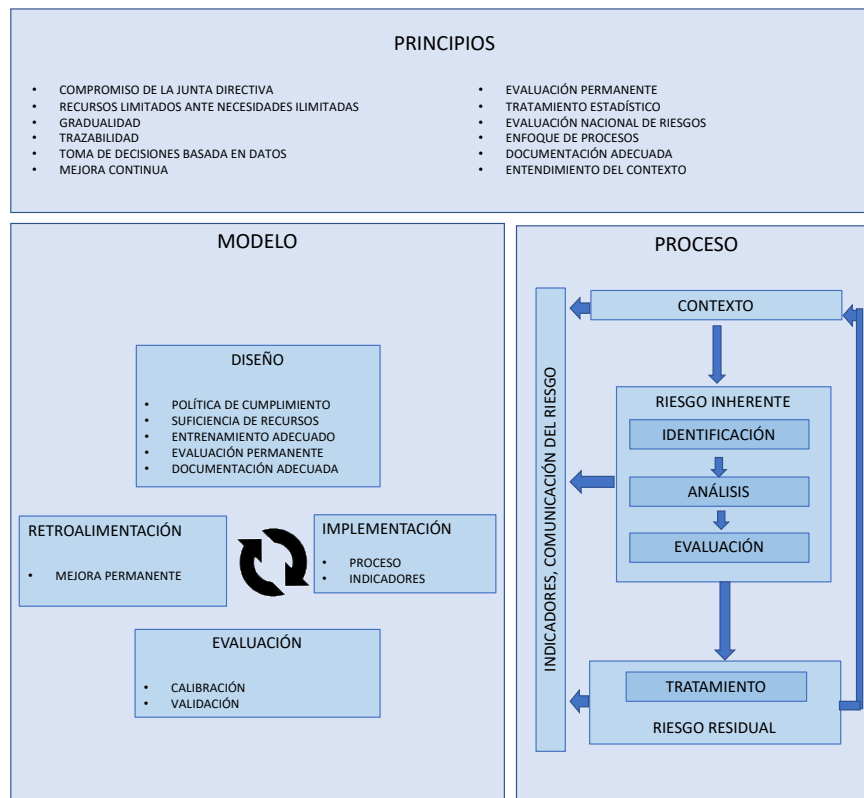 PRINCIPIOS
• COMPROMISO DE LA JUNTA DIRECTIVA
• RECURSOS LIMITADOS ANTE NECESIDADES ILIMITADAS
• GRADUALIDAD
• TRAZABILIDAD
• TOMA DE DECISIONES BASADA EN DATOS
• MEJORA CONTINUA
• EVALUACIÓN PERMANENTE
• TRATAMIENTO ESTADÍSTICO
• EVALUACIÓN NACIONAL DE RIESGOS
• ENFOQUE DE PROCESOS
• DOCUMENTACIÓN ADECUADA
• ENTENDIMIENTO DEL CONTEXTO
MODELO
DISEÑO
• POLÍTICA DE CUMPLIMIENTO
• SUFICIENCIA DE RECURSOS
• ENTRENAMIENTO ADECUADO
• EVALUACIÓN PERMANENTE
• DOCUMENTACIÓN ADECUADA
RETROALIMENTACIÓN
• MEJORA PERMANENTE
IMPLEMENTACIÓN
• PROCESO
• INDICADORES
EVALUACIÓN
• CALIBRACIÓN
• VALIDACIÓN
PROCESO
INDICADORES, COMUNICACIÓN DEL RIESGO
CONTEXTO
RIESGO INHERENTE
IDENTIFICACIÓN
ANÁLISIS
EVALUACIÓN
TRATAMIENTO
RIESGO RESIDUAL